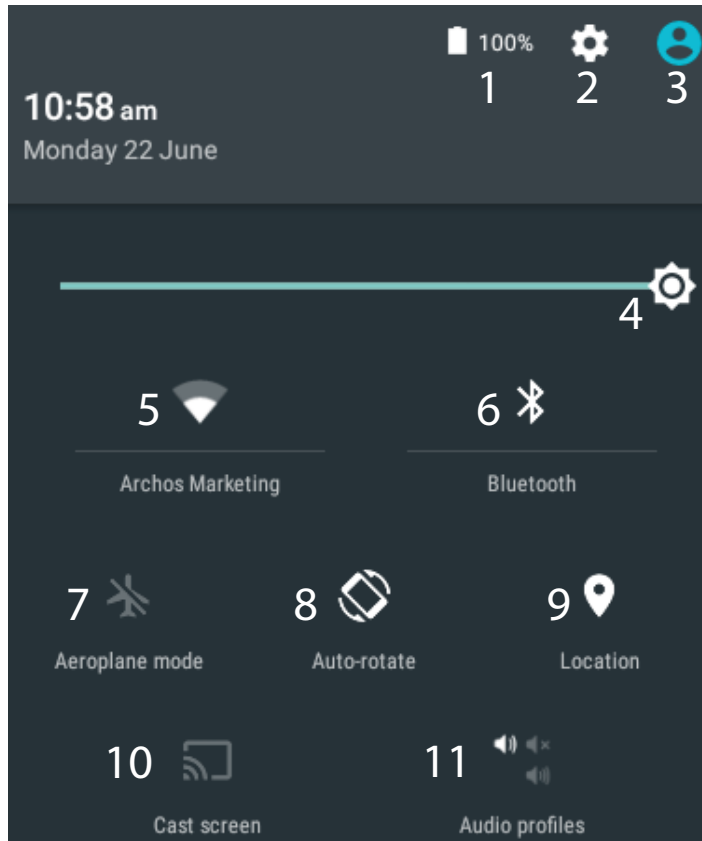 100%
1 2 3
10:58 am
Monday 22 June
4
5 6
Archos Marketing Bluetooth
7 8 9
Aeroplane mode Auto-rotate Location
10 11
Cast screen Audio profiles